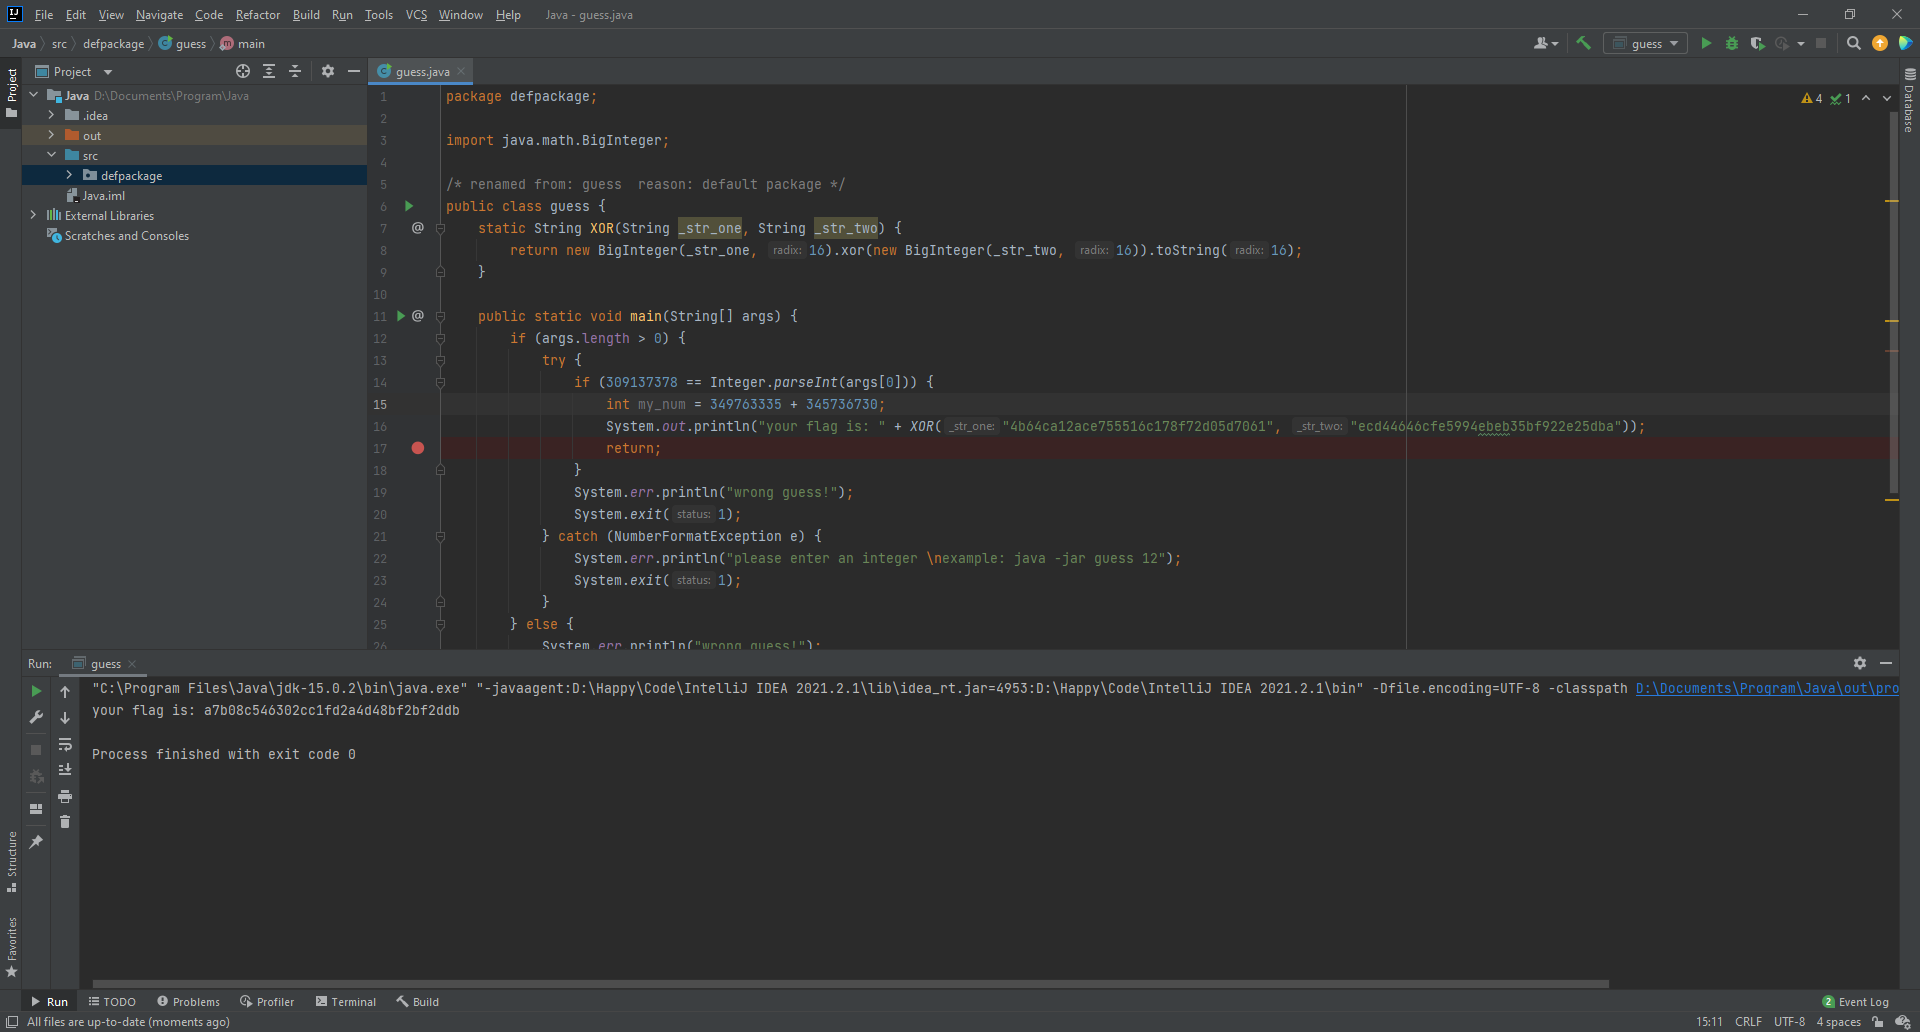 File Edit View Navigate Code Refactor Build Run Tools VCS Window Help Java - guess.java
Java src defpackage guess main
guess
Project
guess.java
Project
Java D:\Documents\Program\Java
.idea
out
src
defpackage
Java.iml
External Libraries
Scratches and Consoles
4 1
Database
1 package defpackage;
2
3 import java.math.BigInteger;
4
5 /* renamed from: guess  reason: default package */
6 public class guess {
7 @ static String XOR(String _str_one, String _str_two) {
8 return new BigInteger(_str_one, radix: 16).xor(new BigInteger(_str_two, radix: 16)).toString( radix: 16);
9 }
10
11 @ public static void main(String[] args) {
12 if (args.length > 0) {
13 try {
14 if (309137378 == Integer.parseInt(args[0])) {
15 int my_num = 349763335 + 345736730;
16 System.out.println("your flag is: " + XOR( _str_one: "4b64ca12ace755516c178f72d05d7061", _str_two: "ecd44646cfe5994ebeb35bf922e25dba"));
17 return;
18 }
19 System.err.println("wrong guess!");
20 System.exit( status: 1);
21 } catch (NumberFormatException e) {
22 System.err.println("please enter an integer \nexample: java -jar guess 12");
23 System.exit( status: 1);
24 }
25 } else {
26 System.err.println("wrong guess!");
Run: guess
"C:\Program Files\Java\jdk-15.0.2\bin\java.exe" "-javaagent:D:\Happy\Code\IntelliJ IDEA 2021.2.1\lib\idea_rt.jar=4953:D:\Happy\Code\IntelliJ IDEA 2021.2.1\bin" -Dfile.encoding=UTF-8 -classpath D:\Documents\Program\Java\out\pro
your flag is: a7b08c546302cc1fd2a4d48bf2bf2ddb
Process finished with exit code 0
Structure
Favorites
Run TODO Problems Profiler Terminal Build
2 Event Log
All files are up-to-date (moments ago)
15:11 CRLF UTF-8 4 spaces